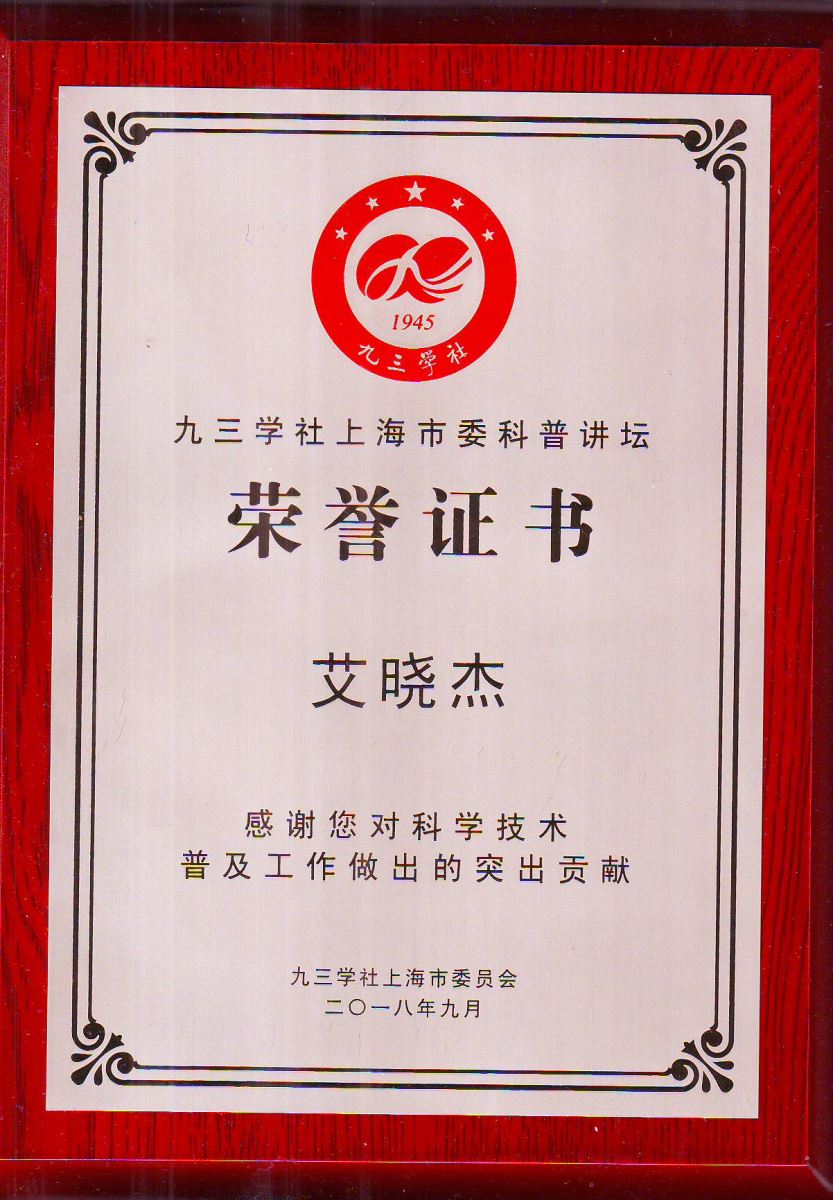 1945
九三学社
九三学社上海市委科普讲坛
荣誉证书
艾晓杰
感谢您对科学技术
普及工作做出的突出贡献
九三学社上海市委员会
二〇一八年九月